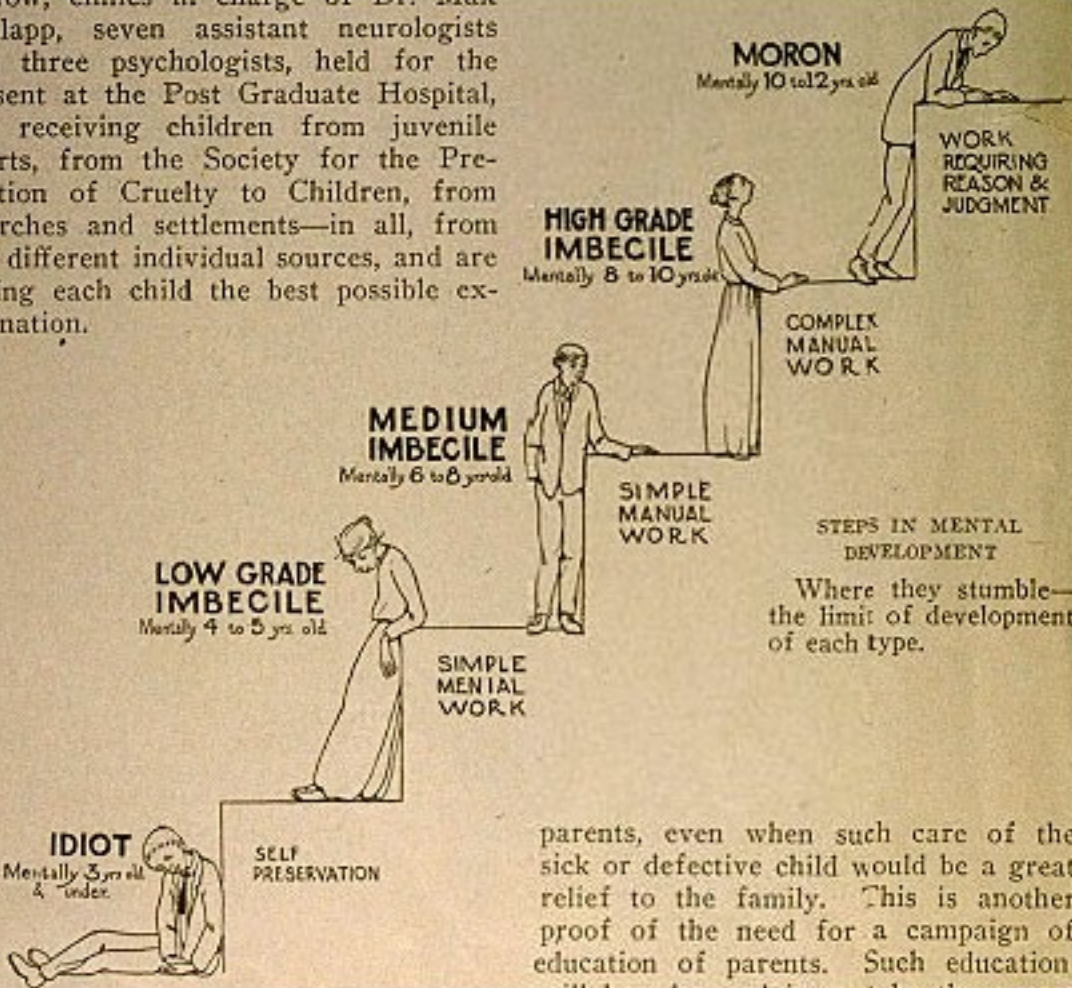 lapp, seven assistant neurologists
three psychologists, held for the
sent at the Post Graduate Hospital,
receiving children from juvenile
rts, from the Society for the Pre-
tion of Cruelty to Children, from
rches and settlements—in all, from
different individual sources, and are
ing each child the best possible ex-
nation.
MORON
Mentally 10 to 12 yrs old
WORK
REQUIRING
REASON &
JUDGMENT
HIGH GRADE
IMBECILE
Mentally 8 to 10 yrs old
COMPLEX
MANUAL
WORK
MEDIUM
IMBECILE
Mentally 6 to 8 yrs old
SIMPLE
MANUAL
WORK
STEPS IN MENTAL
DEVELOPMENT
Where they stumble—
the limit of development
of each type.
LOW GRADE
IMBECILE
Mentally 4 to 5 yrs old
SIMPLE
MENIAL
WORK
IDIOT
Mentally 3 yrs old
& under.
SELF
PRESERVATION
parents, even when such care of the
sick or defective child would be a great
relief to the family. This is another
proof of the need for a campaign of
education of parents. Such education